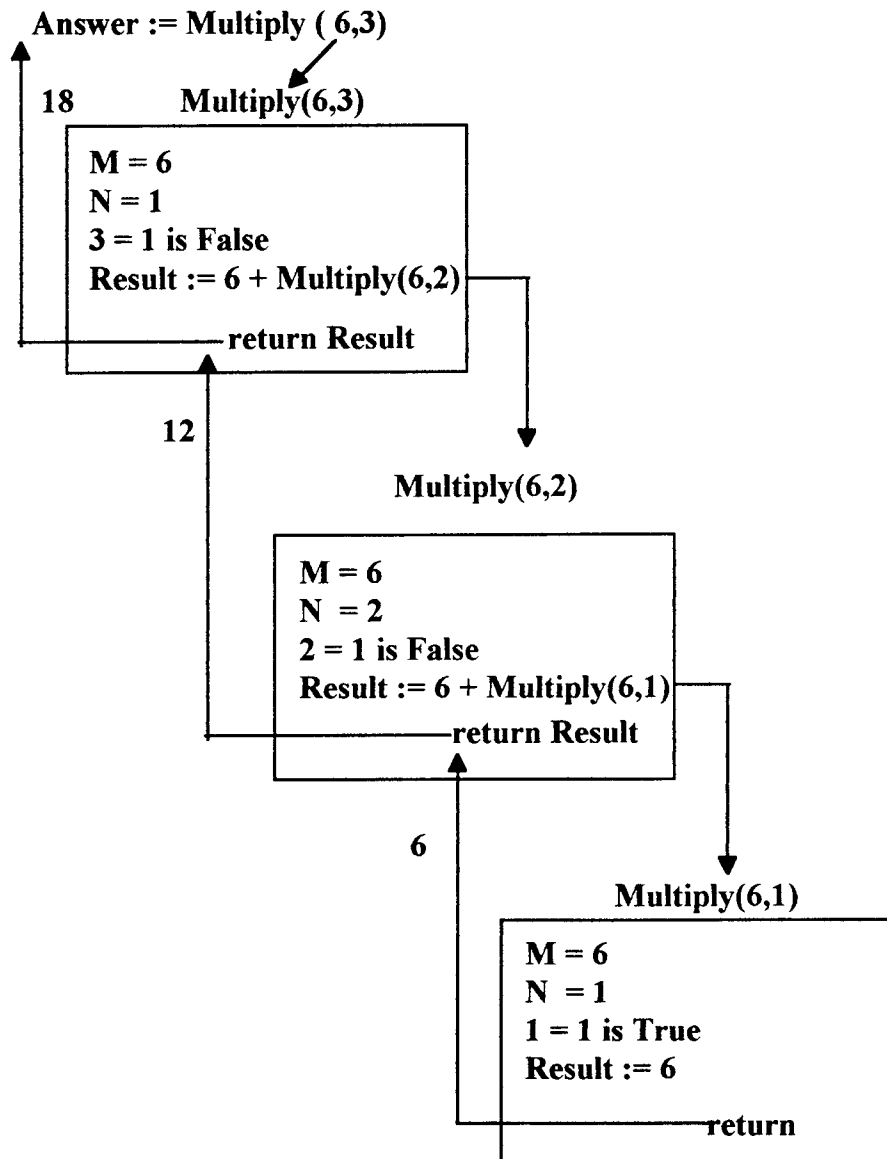 Answer := Multiply ( 6,3)
18
Multiply(6,3)
M = 6
N = 1
3 = 1 is False
Result := 6 + Multiply(6,2)
return Result
12
Multiply(6,2)
M = 6
N = 2
2 = 1 is False
Result := 6 + Multiply(6,1)
return Result
6
Multiply(6,1)
M = 6
N = 1
1 = 1 is True
Result := 6
return